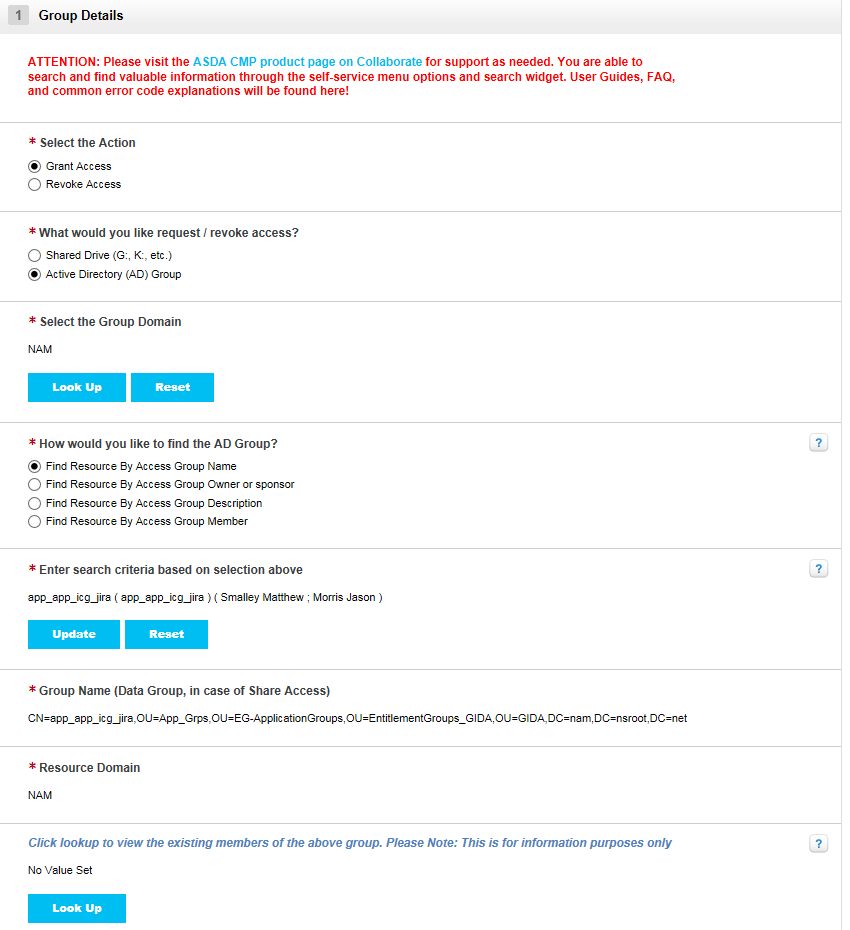 1 Group Details
ATTENTION: Please visit the ASDA CMP product page on Collaborate for support as needed. You are able to
search and find valuable information through the self-service menu options and search widget. User Guides, FAQ,
and common error code explanations will be found here!
* Select the Action
Grant Access
Revoke Access
* What would you like request / revoke access?
Shared Drive (G:, K:, etc.)
Active Directory (AD) Group
* Select the Group Domain
NAM
Look Up Reset
* How would you like to find the AD Group? ?
Find Resource By Access Group Name
Find Resource By Access Group Owner or sponsor
Find Resource By Access Group Description
Find Resource By Access Group Member
* Enter search criteria based on selection above ?
app_app_icg_jira ( app_app_icg_jira ) ( Smalley Matthew ; Morris Jason )
Update Reset
* Group Name (Data Group, in case of Share Access)
CN=app_app_icg_jira,OU=App_Grps,OU=EG-ApplicationGroups,OU=EntitlementGroups_GIDA,OU=GIDA,DC=nam,DC=nsroot,DC=net
* Resource Domain
NAM
Click lookup to view the existing members of the above group. Please Note: This is for information purposes only ?
No Value Set
Look Up